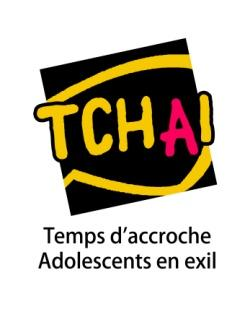 TCHAI
Temps d’accroche
Adolescents en exil